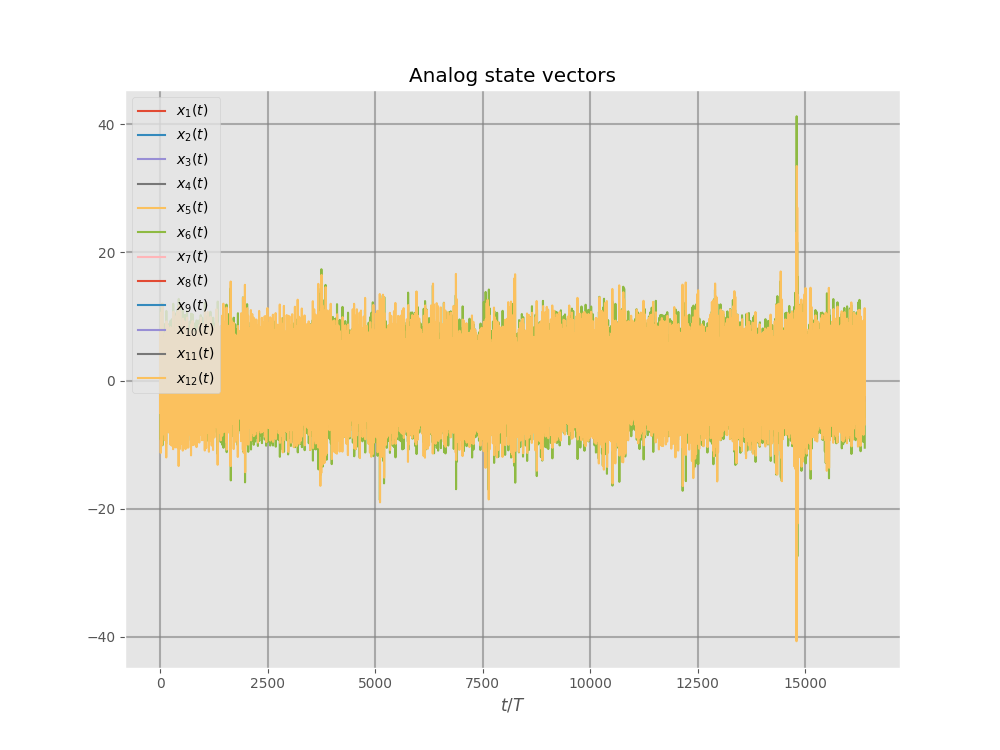 Analog state vectors
40
20
0
−20
−40
x₁(t)
x₂(t)
x₃(t)
x₄(t)
x₅(t)
x₆(t)
x₇(t)
x₈(t)
x₉(t)
x₁₀(t)
x₁₁(t)
x₁₂(t)
0 2500 5000 7500 10000 12500 15000
t/T